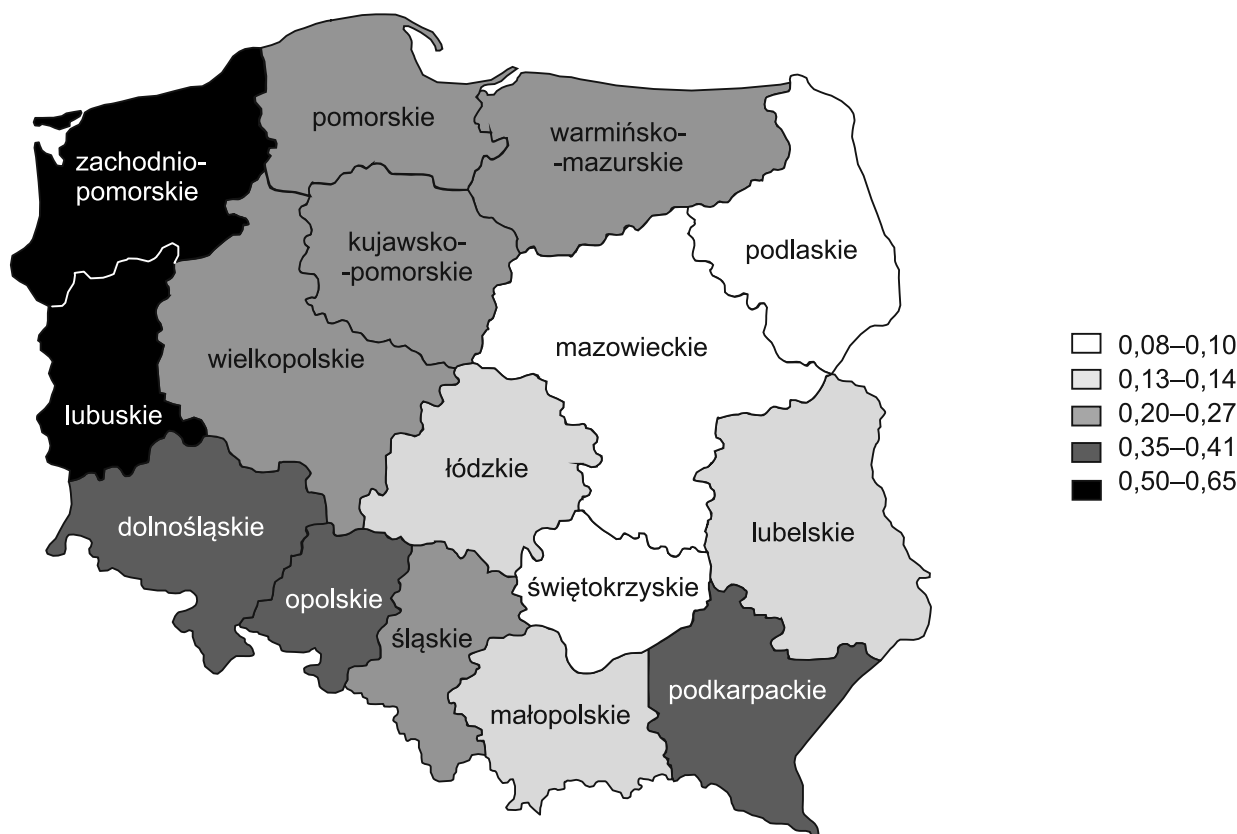 pomorskie
warmińsko-
-mazurskie
zachodnio-
pomorskie
kujawsko-
-pomorskie
podlaskie
wielkopolskie
mazowieckie
lubuskie
łódzkie
dolnośląskie
lubelskie
opolskie
świętokrzyskie
śląskie
podkarpackie
małopolskie
0,08–0,10
0,13–0,14
0,20–0,27
0,35–0,41
0,50–0,65